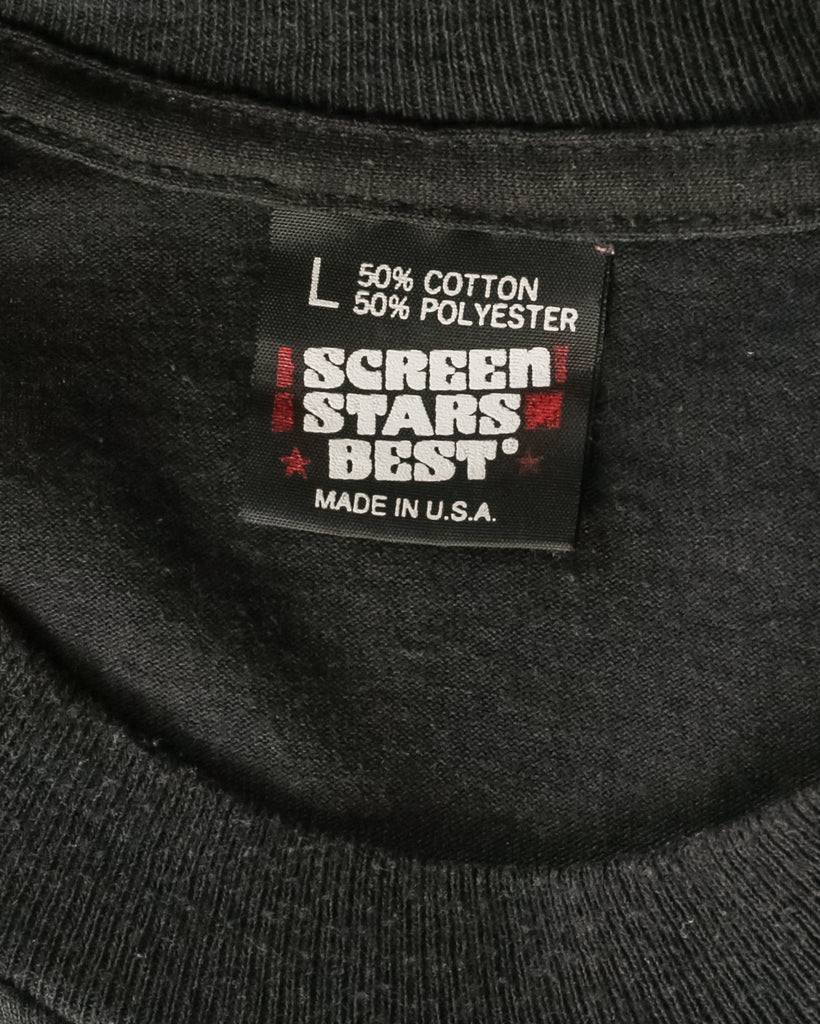 L 50% COTTON
50% POLYESTER
SCREEN
STARS
BEST®
MADE IN U.S.A.